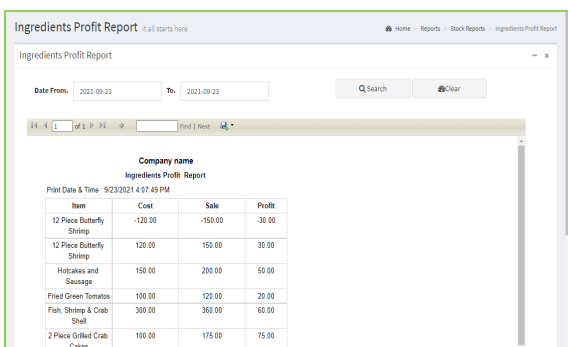 Ingredients Profit Report it all starts here
Home > Reports > Stock Reports > Ingredients Profit Report
Ingredients Profit Report
Date From. 2021-09-23 To. 2021-09-23 Search Clear
1 of 1 Find | Next
Company name
Ingredients Profit Report
Print Date & Time : 9/23/2021 4:07:49 PM
Item Cost Sale Profit
12 Piece Butterfly -120.00 -150.00 -30.00
Shrimp
12 Piece Butterfly 120.00 150.00 30.00
Shrimp
Hotcakes and 150.00 200.00 50.00
Sausage
Fried Green Tomatos 100.00 120.00 20.00
Fish, Shrimp & Crab 300.00 360.00 60.00
Shell
2 Piece Grilled Crab 100.00 175.00 75.00
Cakes